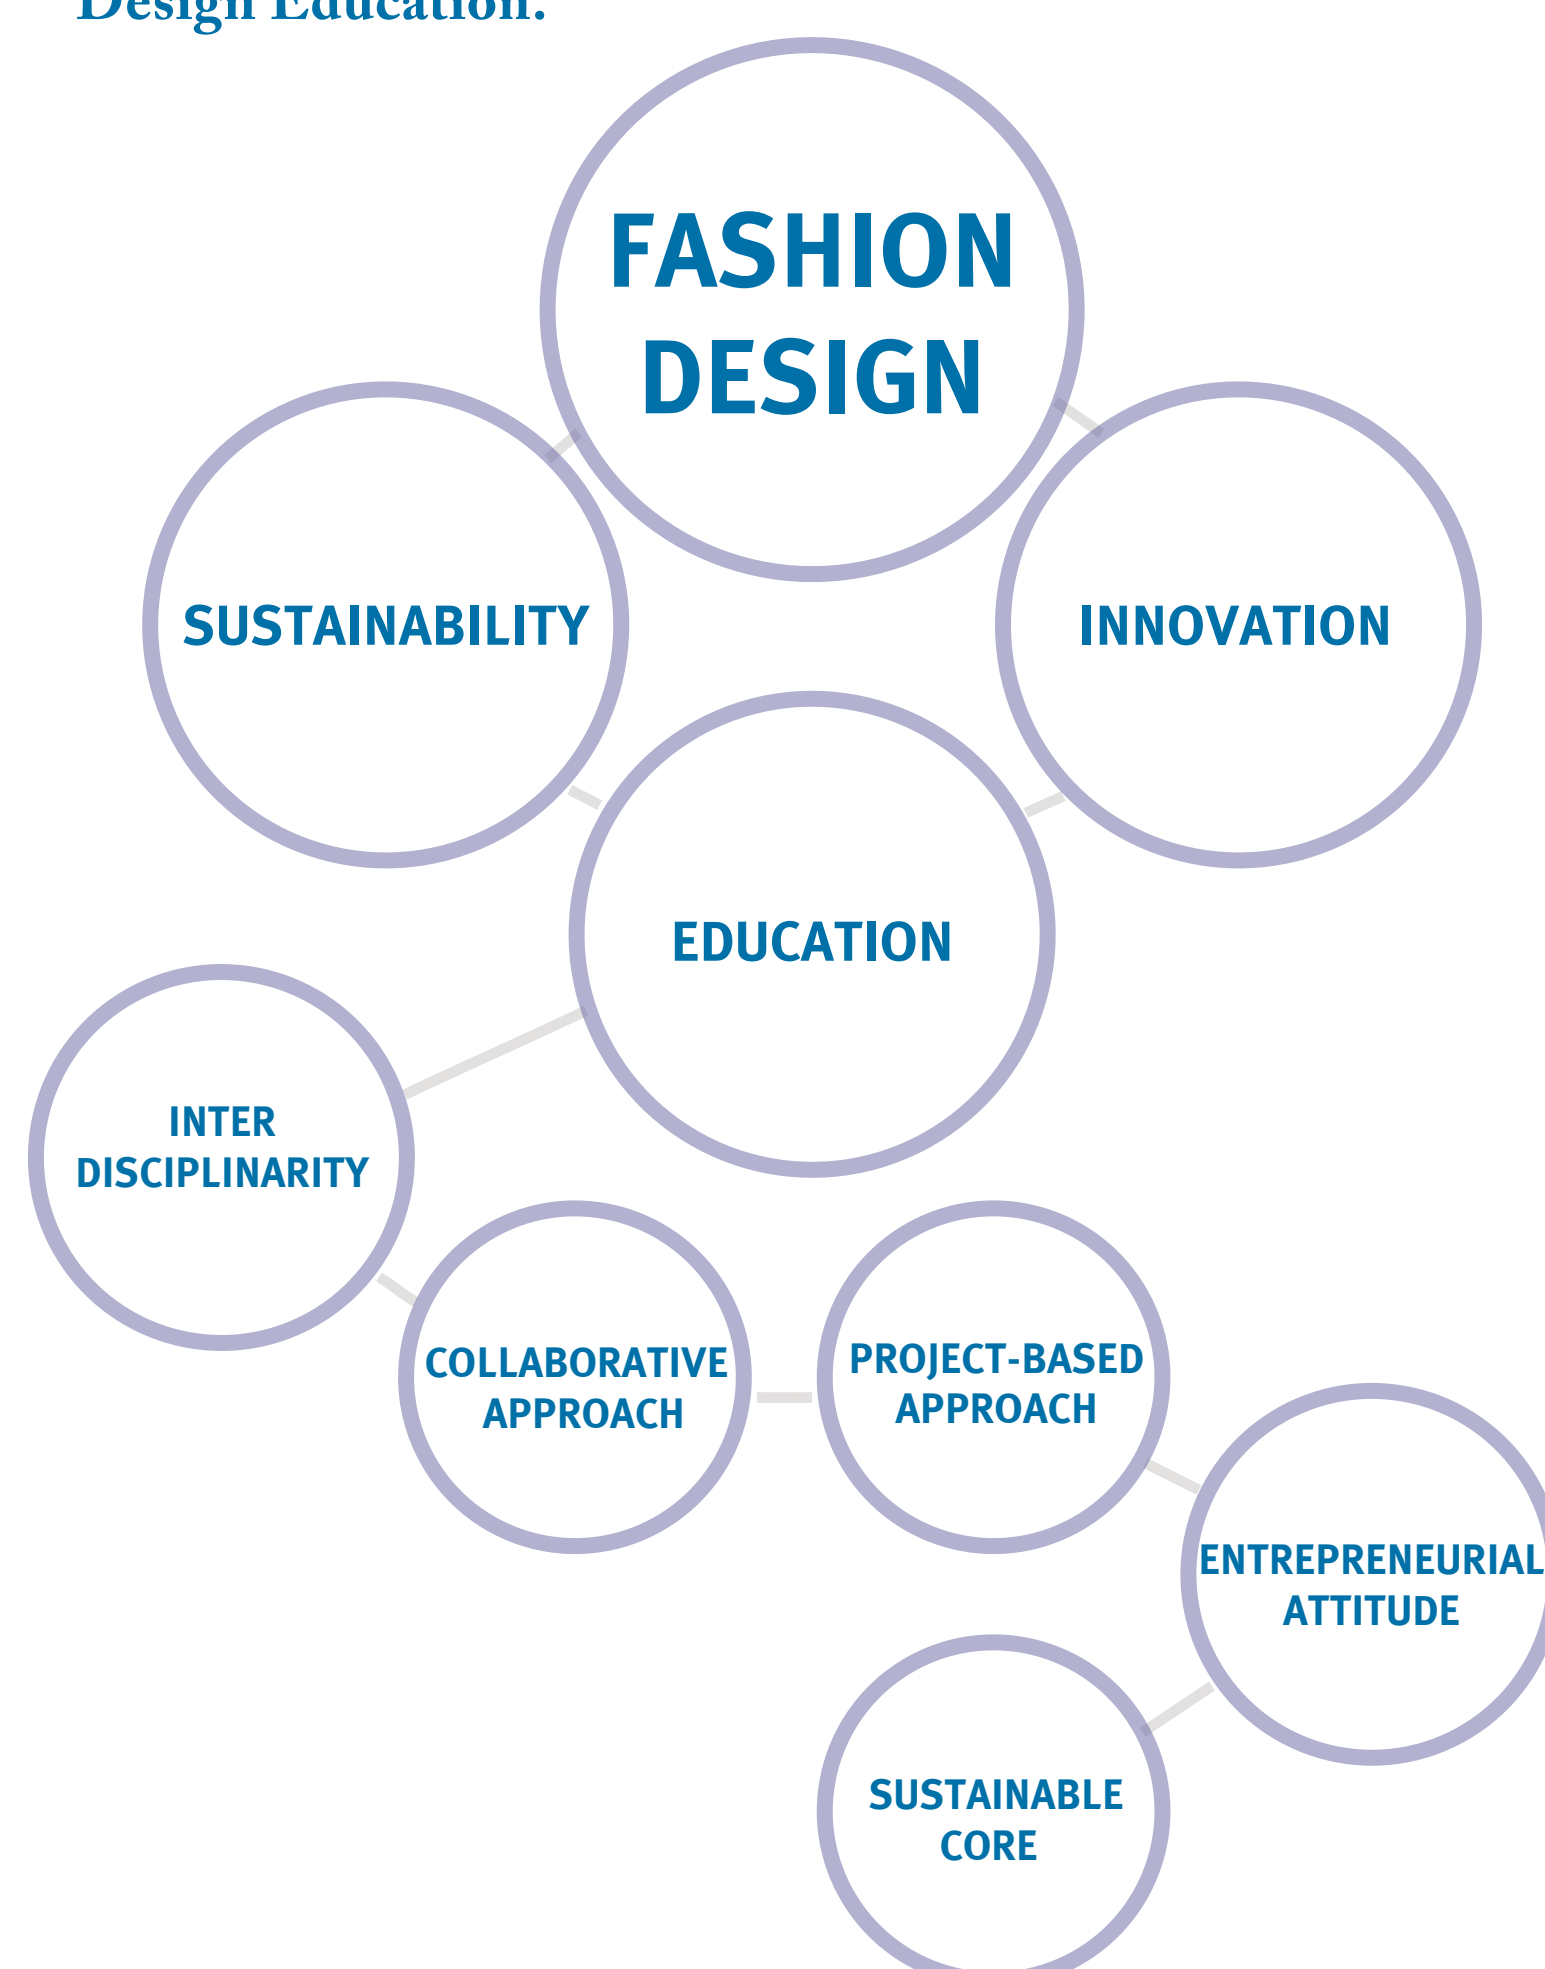 Design Education.
FASHION
DESIGN
SUSTAINABILITY
INNOVATION
EDUCATION
INTER
DISCIPLINARITY
COLLABORATIVE
APPROACH
PROJECT-BASED
APPROACH
ENTREPRENEURIAL
ATTITUDE
SUSTAINABLE
CORE